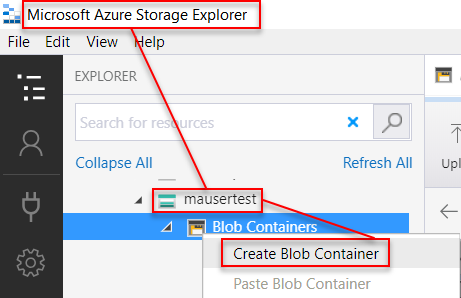 Microsoft Azure Storage Explorer
File Edit View Help
EXPLORER
Search for resources
Collapse All Refresh All
mausertest
Blob Containers
Create Blob Container
Paste Blob Container